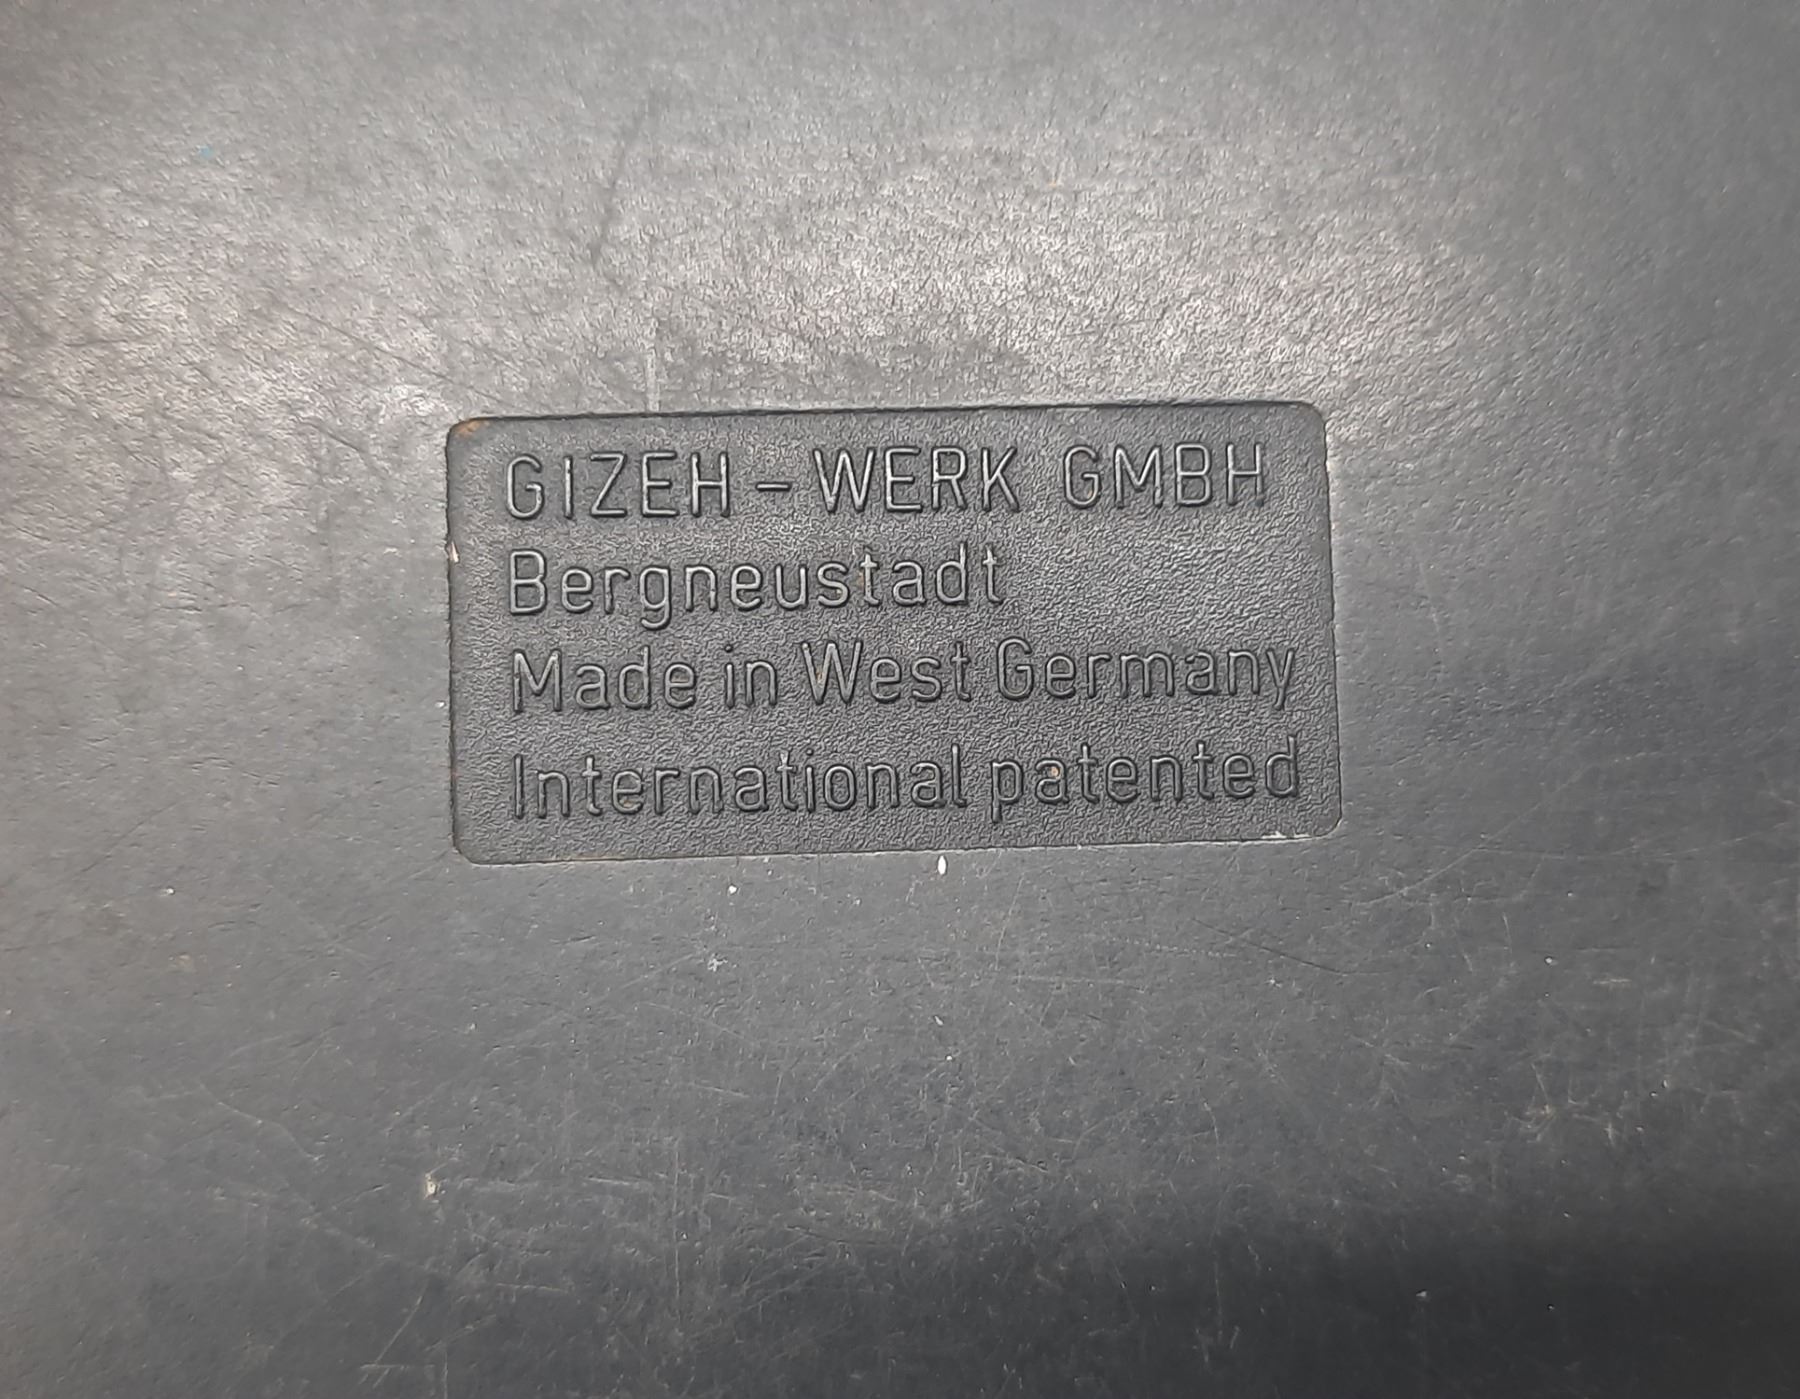 GIZEH - WERK GMBH
Bergneustadt
Made in West Germany
International patented